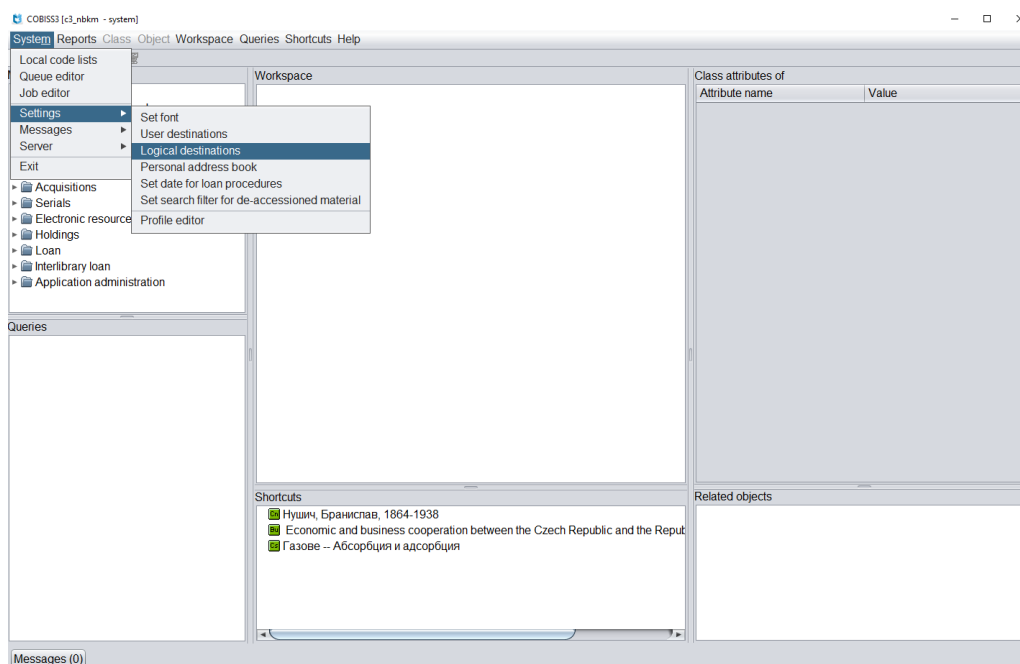 COBISS3 [c3_nbkm - system]
System Reports Class Object Workspace Queries Shortcuts Help
Local code lists
Queue editor
Job editor
Settings
Messages
Server
Exit
Set font
User destinations
Logical destinations
Personal address book
Set date for loan procedures
Set search filter for de-accessioned material
Profile editor
Acquisitions
Serials
Electronic resource
Holdings
Loan
Interlibrary loan
Application administration
Queries
Workspace
Shortcuts
Cn Нушич, Бранислав, 1864-1938
Economic and business cooperation between the Czech Republic and the Repub
Газове -- Абсорбция и адсорбция
Class attributes of
Attribute name Value
Related objects
Messages (0)